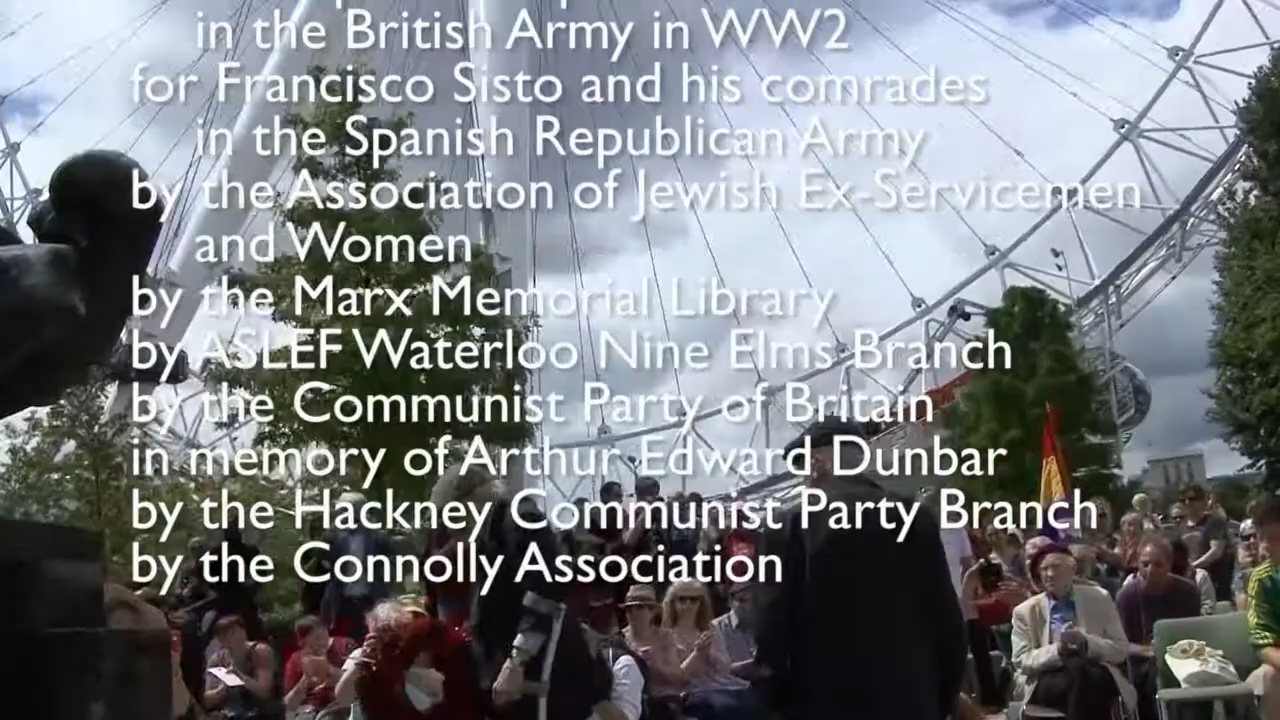 in the British Army in WW2
for Francisco Sisto and his comrades
in the Spanish Republican Army
by the Association of Jewish Ex-Servicemen
and Women
by the Marx Memorial Library
by ASLEF Waterloo Nine Elms Branch
by the Communist Party of Britain
in memory of Arthur Edward Dunbar
by the Hackney Communist Party Branch
by the Connolly Association